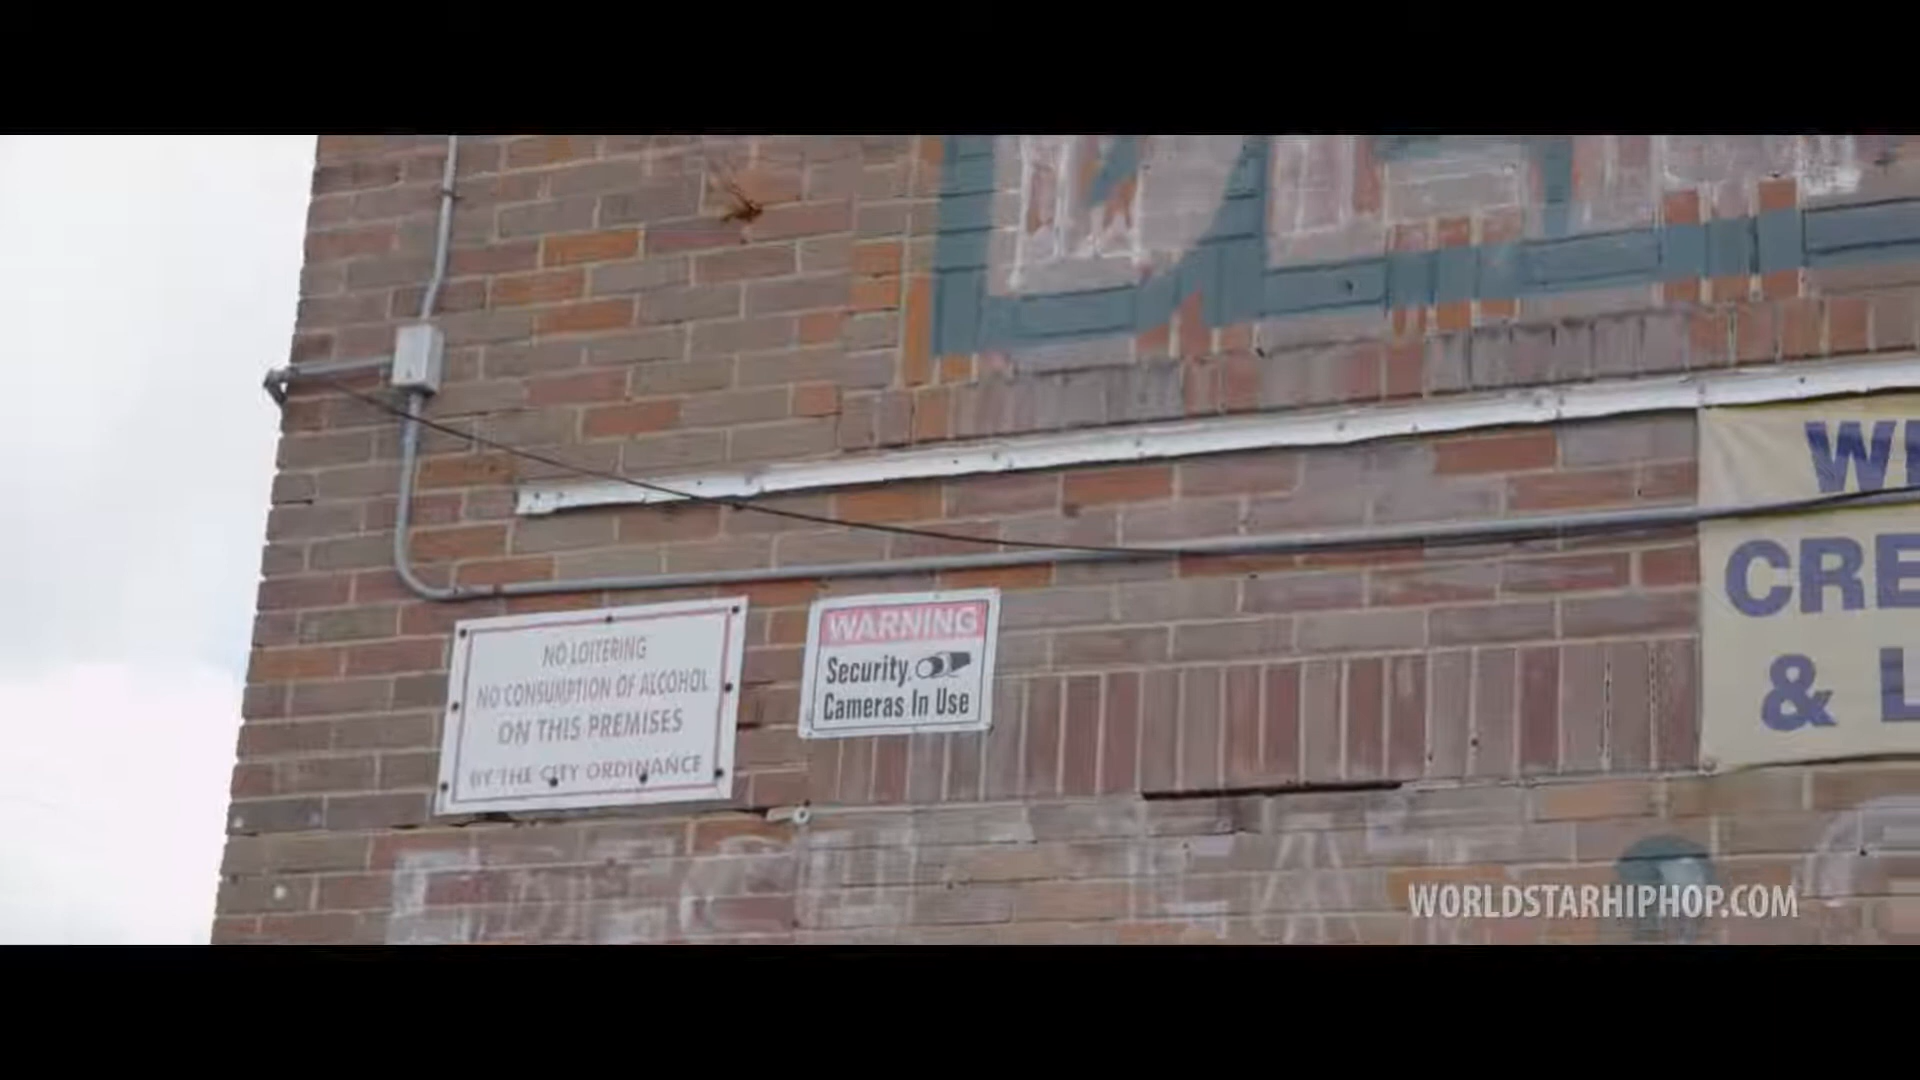 NO LOITERING
NO CONSUMPTION OF ALCOHOL
ON THIS PREMISES
BY THE CITY ORDINANCE
WARNING
Security
Cameras In Use
CRE
&
WORLDSTARHIPHOP.COM